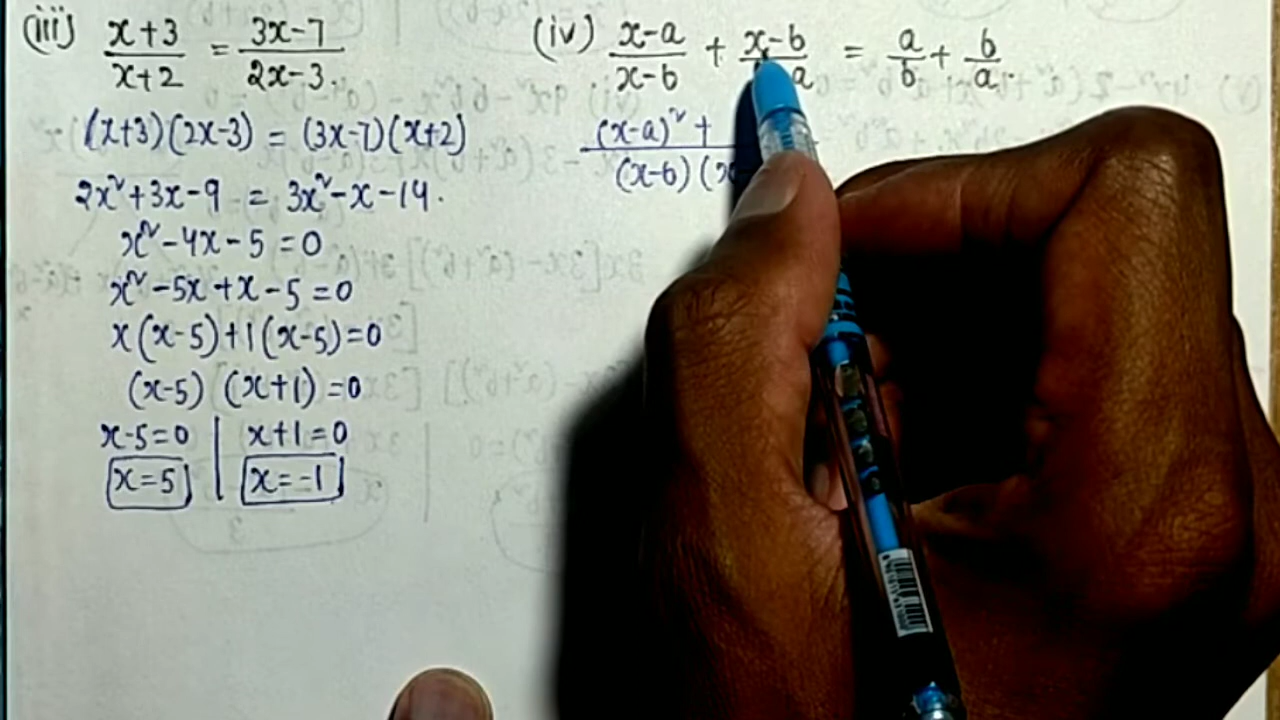 (iii) x+3/x+2 = 3x-7/2x-3.
(x+3)(2x-3) = (3x-7)(x+2)
2x²+3x-9 = 3x²-x-14.
x²-4x-5=0
x²-5x+x-5=0
x(x-5)+1(x-5)=0
(x-5) (x+1)=0
x-5=0 | x+1=0
x=5 | x=-1
(iv) x-a/x-b + x-b/ a = a/b + b/a.
(x-a)² +
(x-b)(x